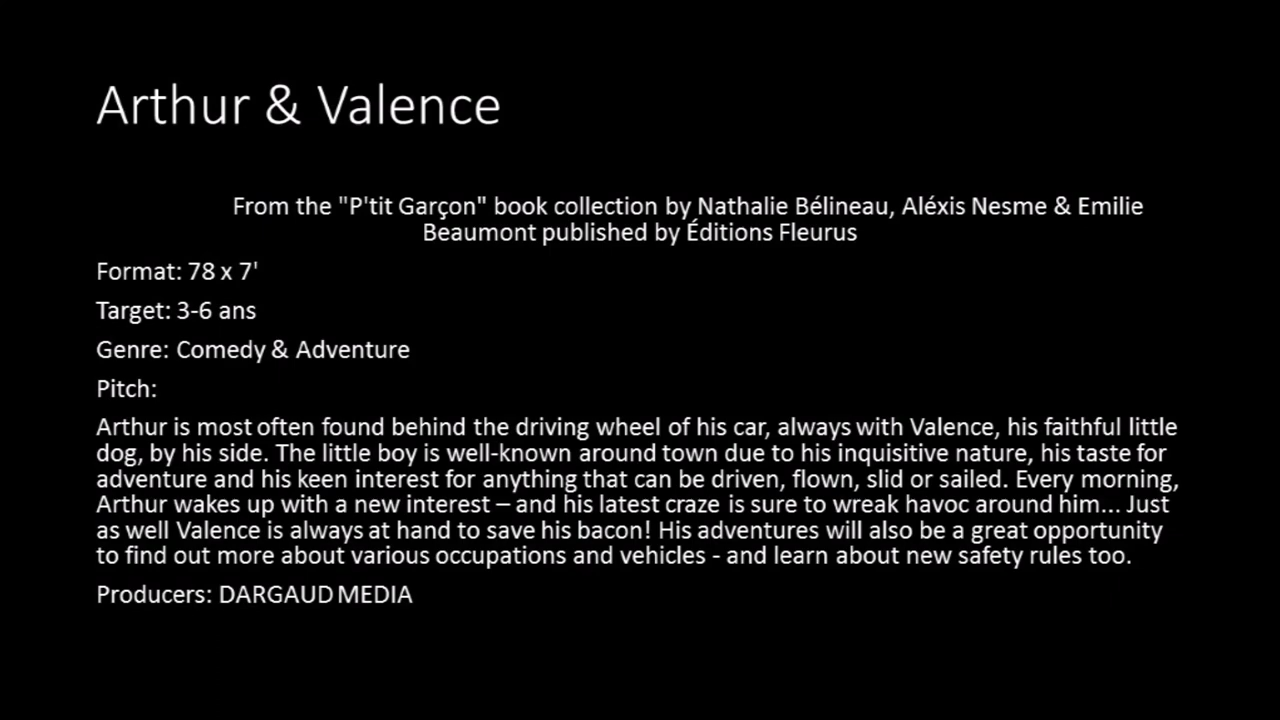 Arthur & Valence
From the "P'tit Garçon" book collection by Nathalie Bélineau, Aléxis Nesme & Emilie
Beaumont published by Éditions Fleurus
Format: 78 x 7'
Target: 3-6 ans
Genre: Comedy & Adventure
Pitch:
Arthur is most often found behind the driving wheel of his car, always with Valence, his faithful little
dog, by his side. The little boy is well-known around town due to his inquisitive nature, his taste for
adventure and his keen interest for anything that can be driven, flown, slid or sailed. Every morning,
Arthur wakes up with a new interest – and his latest craze is sure to wreak havoc around him... Just
as well Valence is always at hand to save his bacon! His adventures will also be a great opportunity
to find out more about various occupations and vehicles - and learn about new safety rules too.
Producers: DARGAUD MEDIA